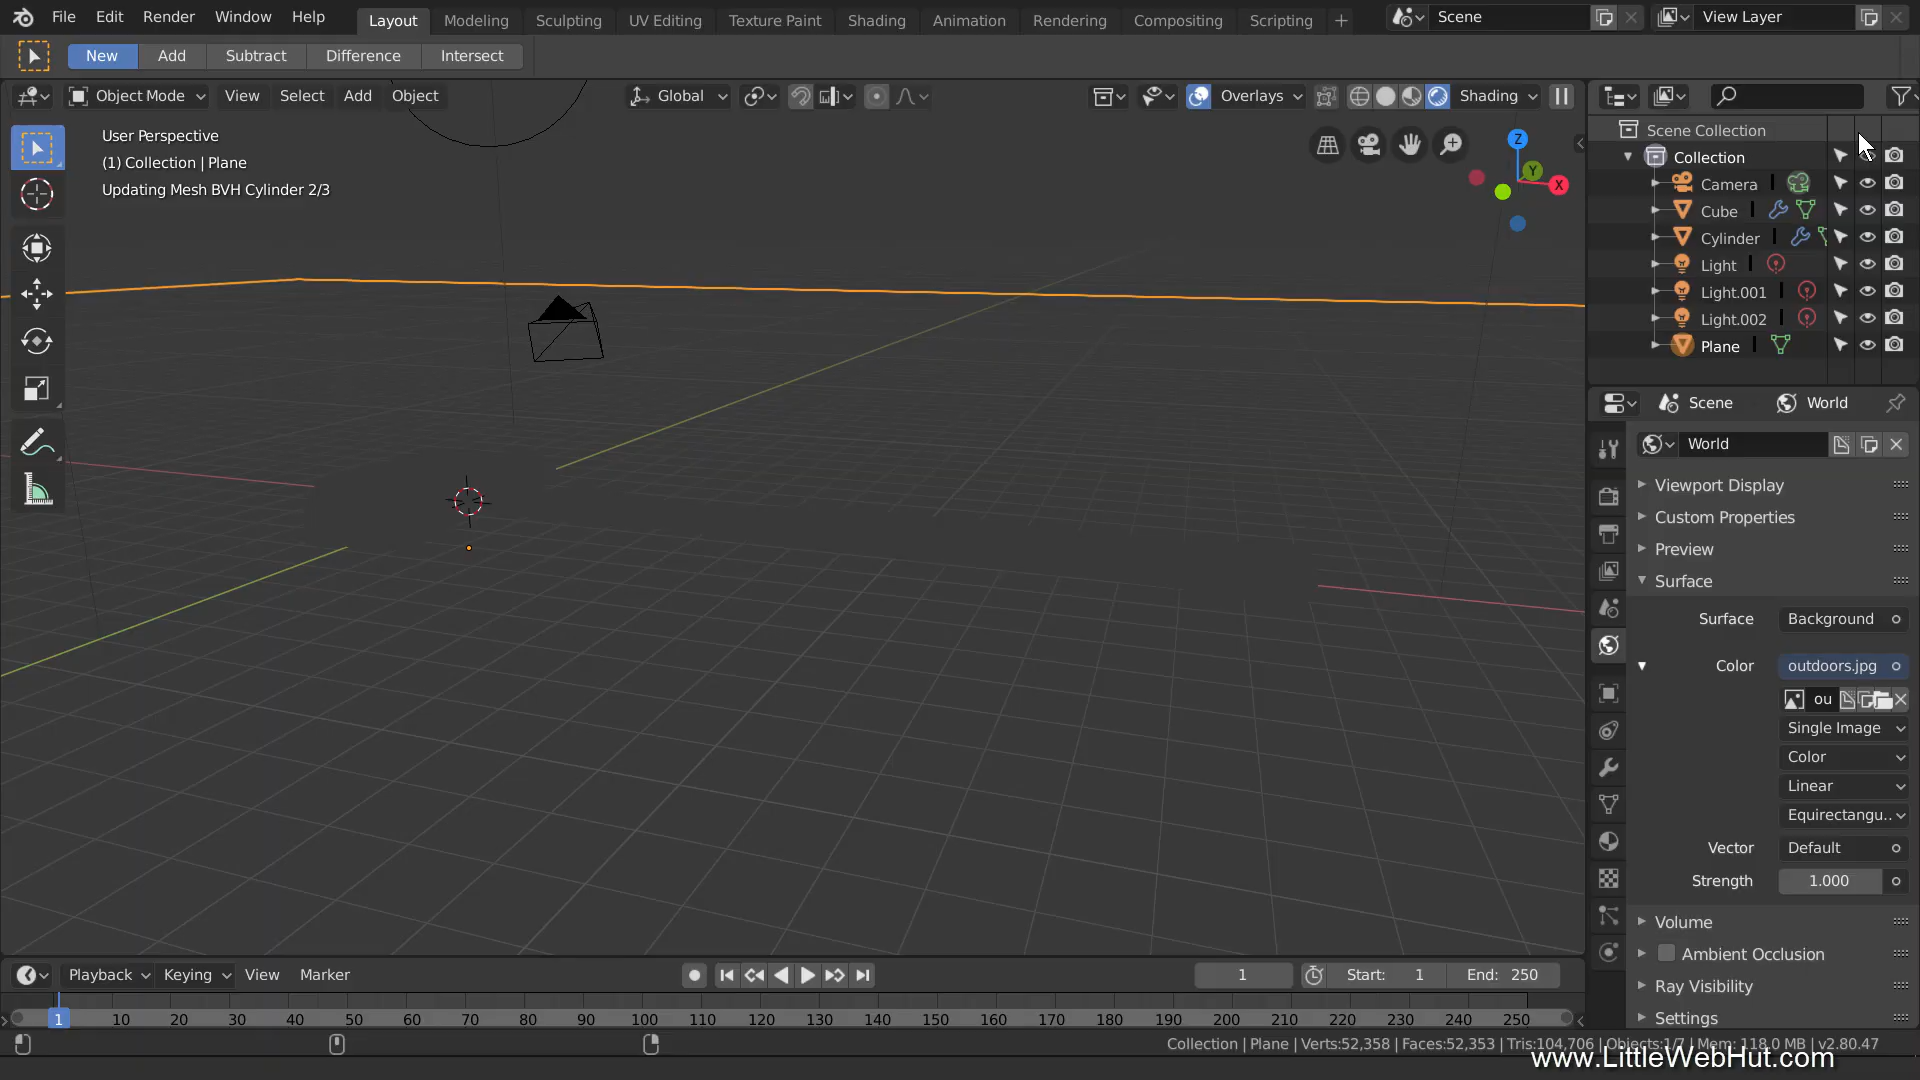 File Edit Render Window Help Layout Modeling Sculpting UV Editing Texture Paint Shading Animation Rendering Compositing Scripting + Scene View Layer
New Add Subtract Difference Intersect
Object Mode View Select Add Object Global Overlays Shading
User Perspective
(1) Collection | Plane
Updating Mesh BVH Cylinder 2/3
Z
Y
X
Scene Collection
Collection
Camera
Cube
Cylinder
Light
Light.001
Light.002
Plane
Scene World
World
Viewport Display
Custom Properties
Preview
Surface
Surface Background
Color outdoors.jpg
ou
Single Image
Color
Linear
Equirectangu..
Vector Default
Strength 1.000
Volume
Ambient Occlusion
Ray Visibility
Settings
Playback Keying View Marker 1 Start: 1 End: 250
1 10 20 30 40 50 60 70 80 90 100 110 120 130 140 150 160 170 180 190 200 210 220 230 240 250
Collection | Plane | Verts:52,358 | Faces:52,353 | Tris:104,706 | Objects:1/7 | Mem: 118.0 MB | v2.80.47
www.LittleWebHut.com